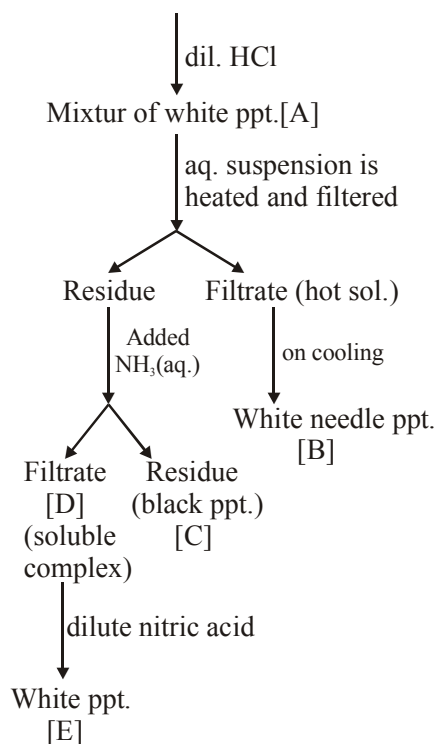 dil. HCl
Mixtur of white ppt.[A]
aq. suspension is
heated and filtered
Residue
Filtrate (hot sol.)
Added
NH₃(aq.)
on cooling
White needle ppt.
[B]
Filtrate
[D]
(soluble
complex)
Residue
(black ppt.)
[C]
dilute nitric acid
White ppt.
[E]